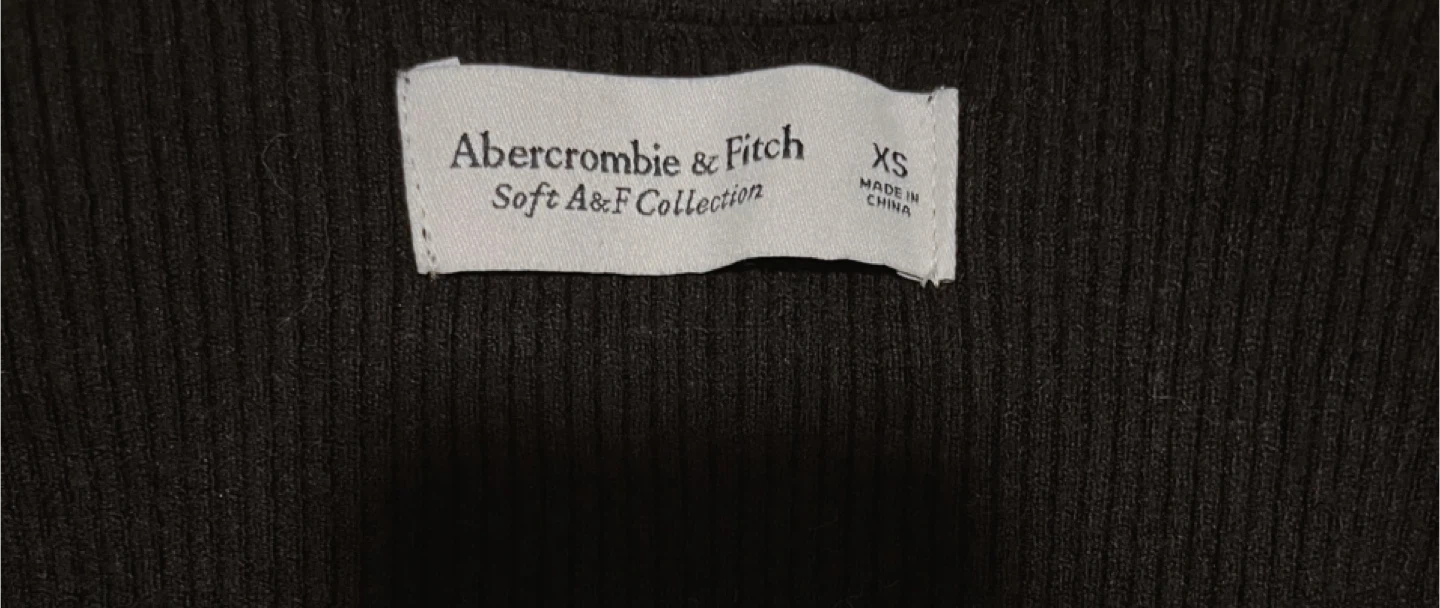 Abercrombie & Fitch
Soft A&F Collection
XS
MADE IN
CHINA